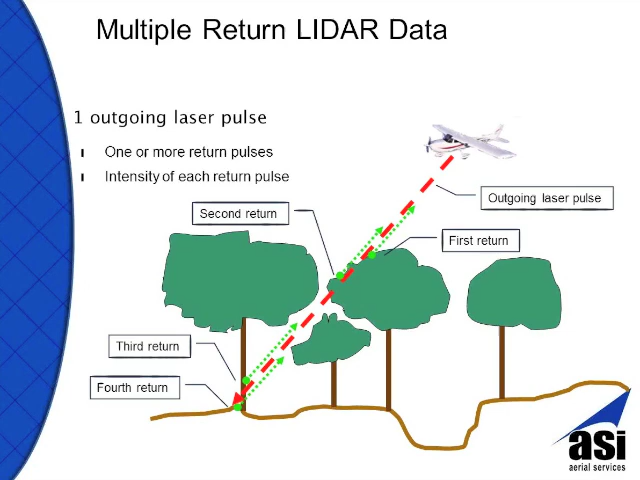 Multiple Return LIDAR Data
1 outgoing laser pulse
One or more return pulses
Intensity of each return pulse
Outgoing laser pulse
Second return
First return
Third return
Fourth return
asi
aerial services